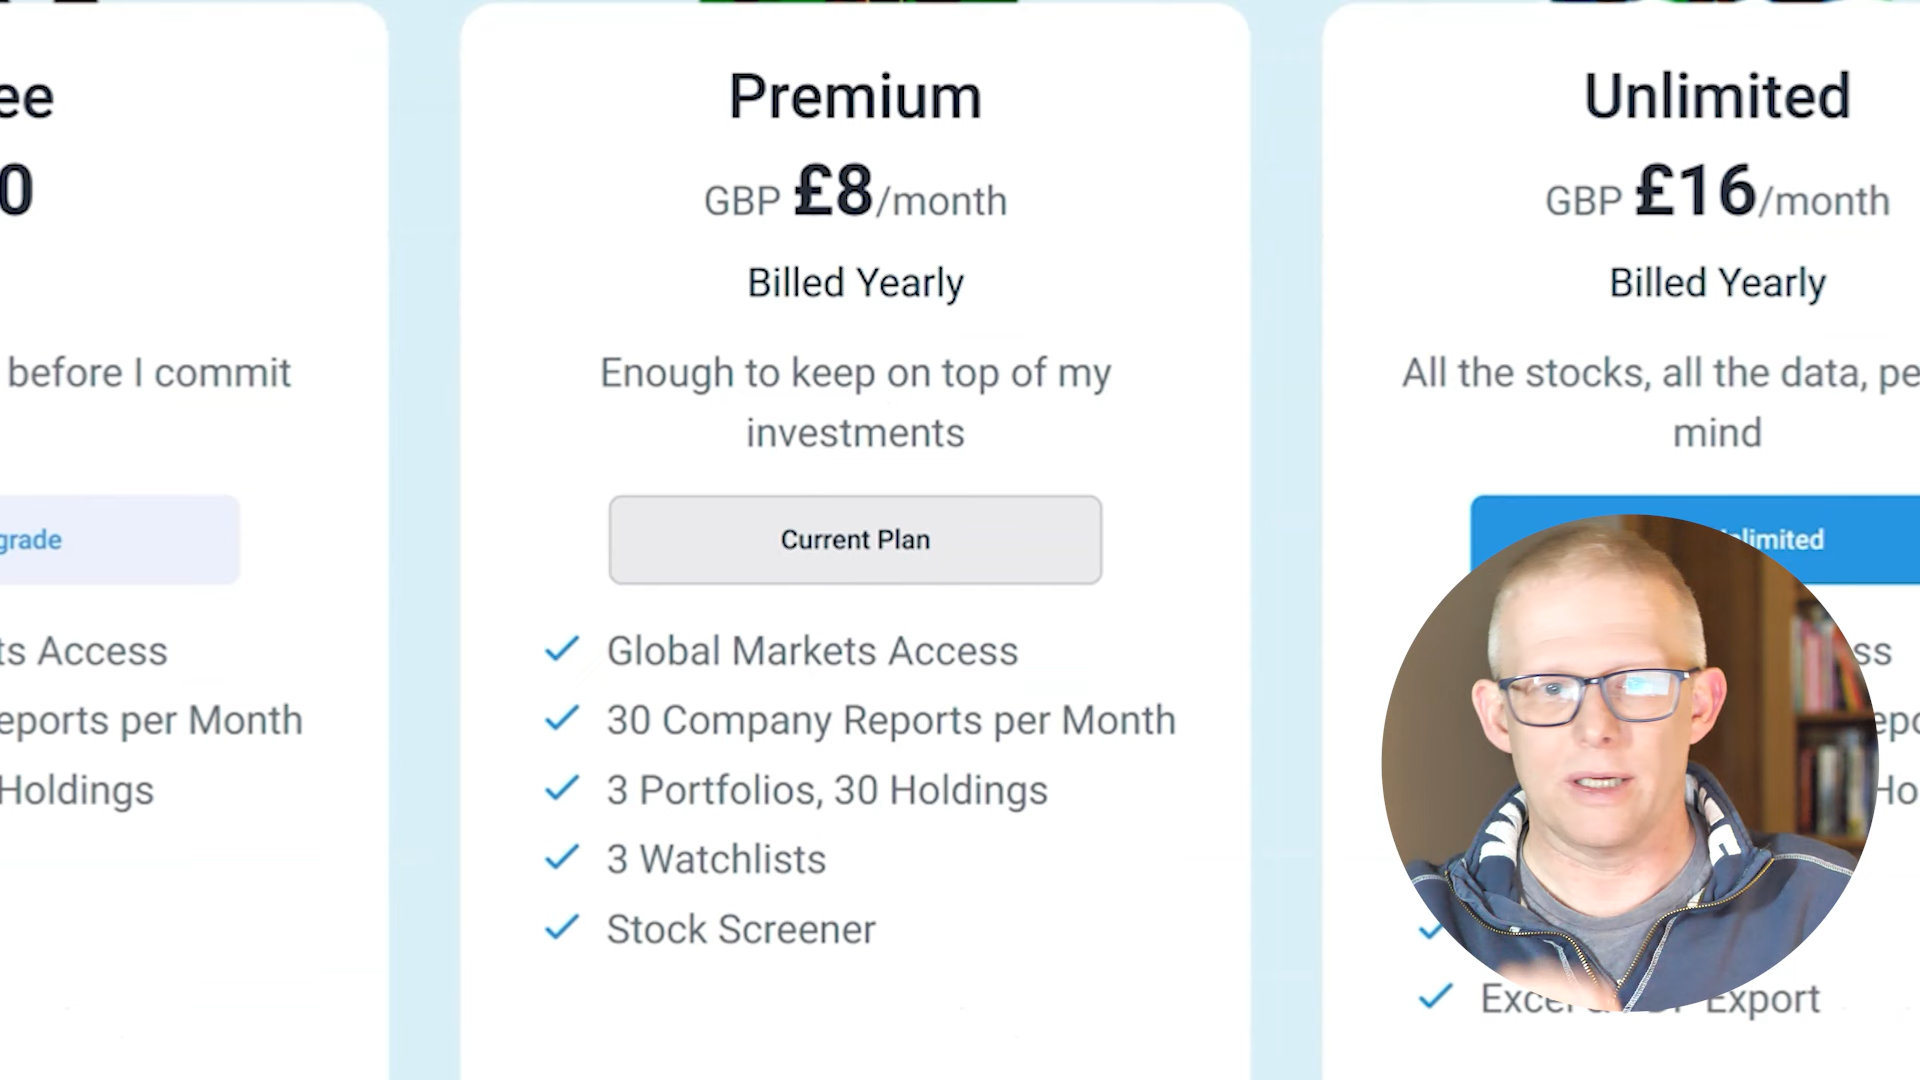 ee
0
before I commit
grade
ts Access
eports per Month
Holdings
Premium
GBP £8/month
Billed Yearly
Enough to keep on top of my
investments
Current Plan
Global Markets Access
30 Company Reports per Month
3 Portfolios, 30 Holdings
3 Watchlists
Stock Screener
Unlimited
GBP £16/month
Billed Yearly
All the stocks, all the data, pe
mind
nlimited
ss
epo
Ho
Export